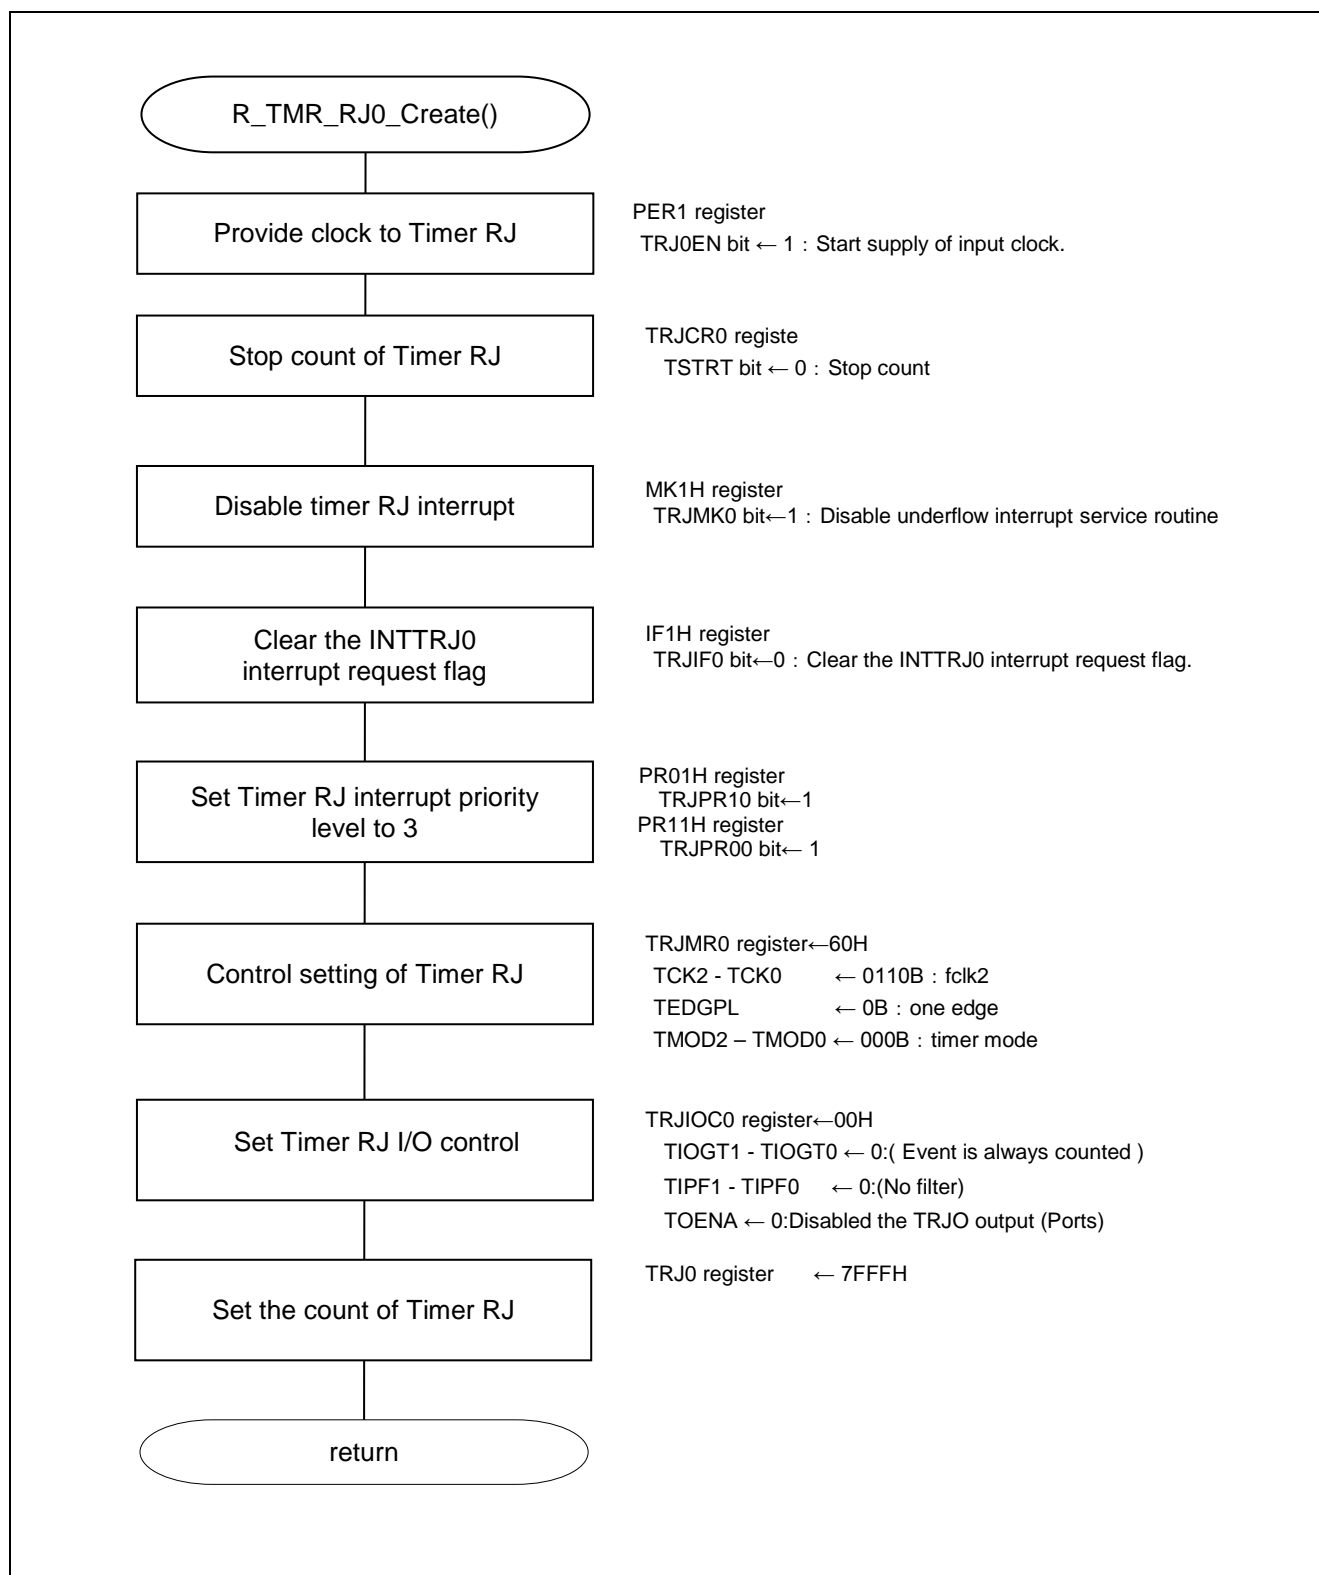 R_TMR_RJ0_Create()
Provide clock to Timer RJ
PER1 register
TRJ0EN bit ← 1 : Start supply of input clock.
Stop count of Timer RJ
TRJCR0 registe
TSTRT bit ← 0 : Stop count
Disable timer RJ interrupt
MK1H register
TRJMK0 bit←1 : Disable underflow interrupt service routine
Clear the INTTRJ0
interrupt request flag
IF1H register
TRJIF0 bit←0 : Clear the INTTRJ0 interrupt request flag.
Set Timer RJ interrupt priority
level to 3
PR01H register
TRJPR10 bit←1
PR11H register
TRJPR00 bit← 1
Control setting of Timer RJ
TRJMR0 register←60H
TCK2 - TCK0 ← 0110B : fclk2
TEDGPL ← 0B : one edge
TMOD2 – TMOD0 ← 000B : timer mode
Set Timer RJ I/O control
TRJIOC0 register←00H
TIOGT1 - TIOGT0 ← 0:( Event is always counted )
TIPF1 - TIPF0 ← 0:(No filter)
TOENA ← 0:Disabled the TRJO output (Ports)
Set the count of Timer RJ
TRJ0 register ← 7FFFH
return